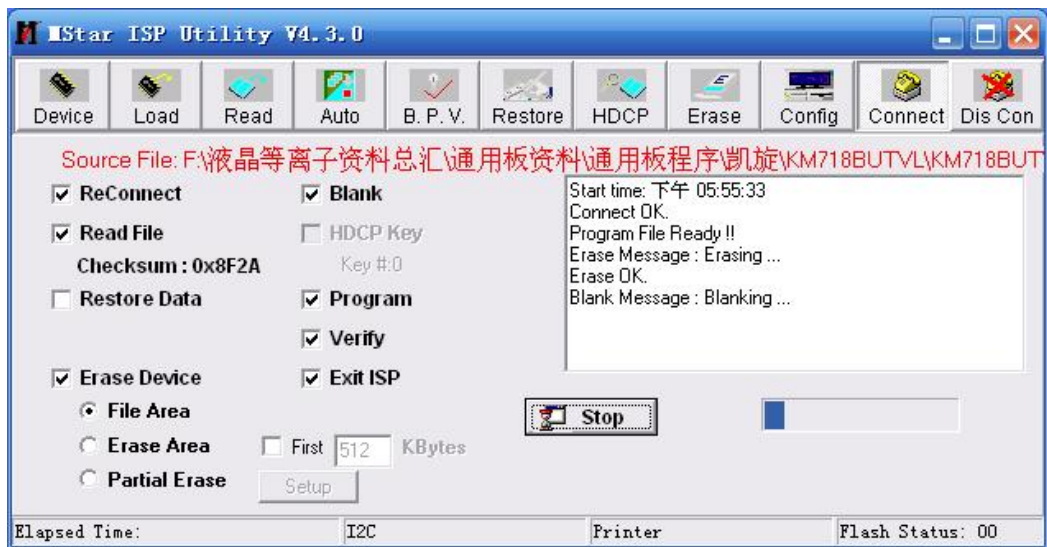 MStar ISP Utility V4.3.0
Device Load Read Auto B.P.V. Restore HDCP Erase Config Connect Dis Con
Source File: F:\液晶等离子资料总汇\通用板资料\通用板程序\凯旋\KM718BUTVL\KM718BUT
ReConnect Blank
Read File HDCP Key
Checksum : 0x8F2A Key #:0
Restore Data Program
Verify
Erase Device Exit ISP
File Area
Erase Area First 512 KBytes
Partial Erase Setup
Start time: 下午 05:55:33
Connect OK.
Program File Ready !!
Erase Message : Erasing ...
Erase OK.
Blank Message : Blanking ...
Stop
Elapsed Time: I2C Printer Flash Status: 00